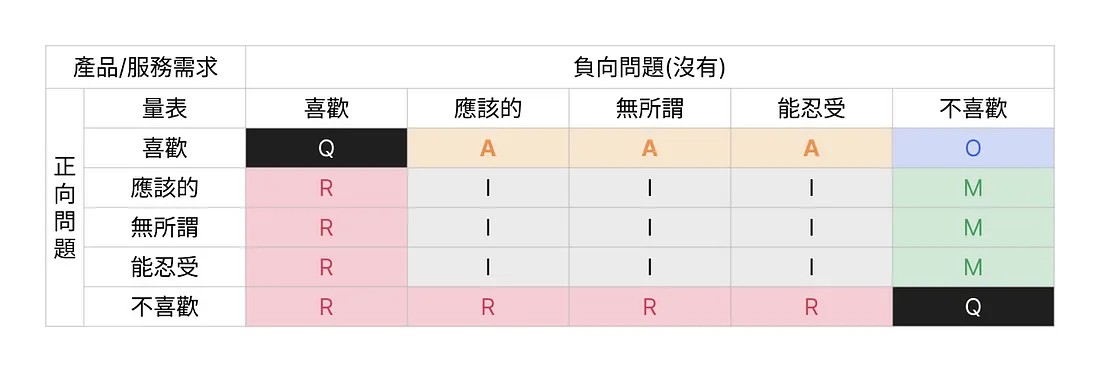 產品/服務需求 負向問題(沒有)
正向問題
量表 喜歡 應該的 無所謂 能忍受 不喜歡
喜歡 Q A A A O
應該的 R I I I M
無所謂 R I I I M
能忍受 R I I I M
不喜歡 R R R R Q